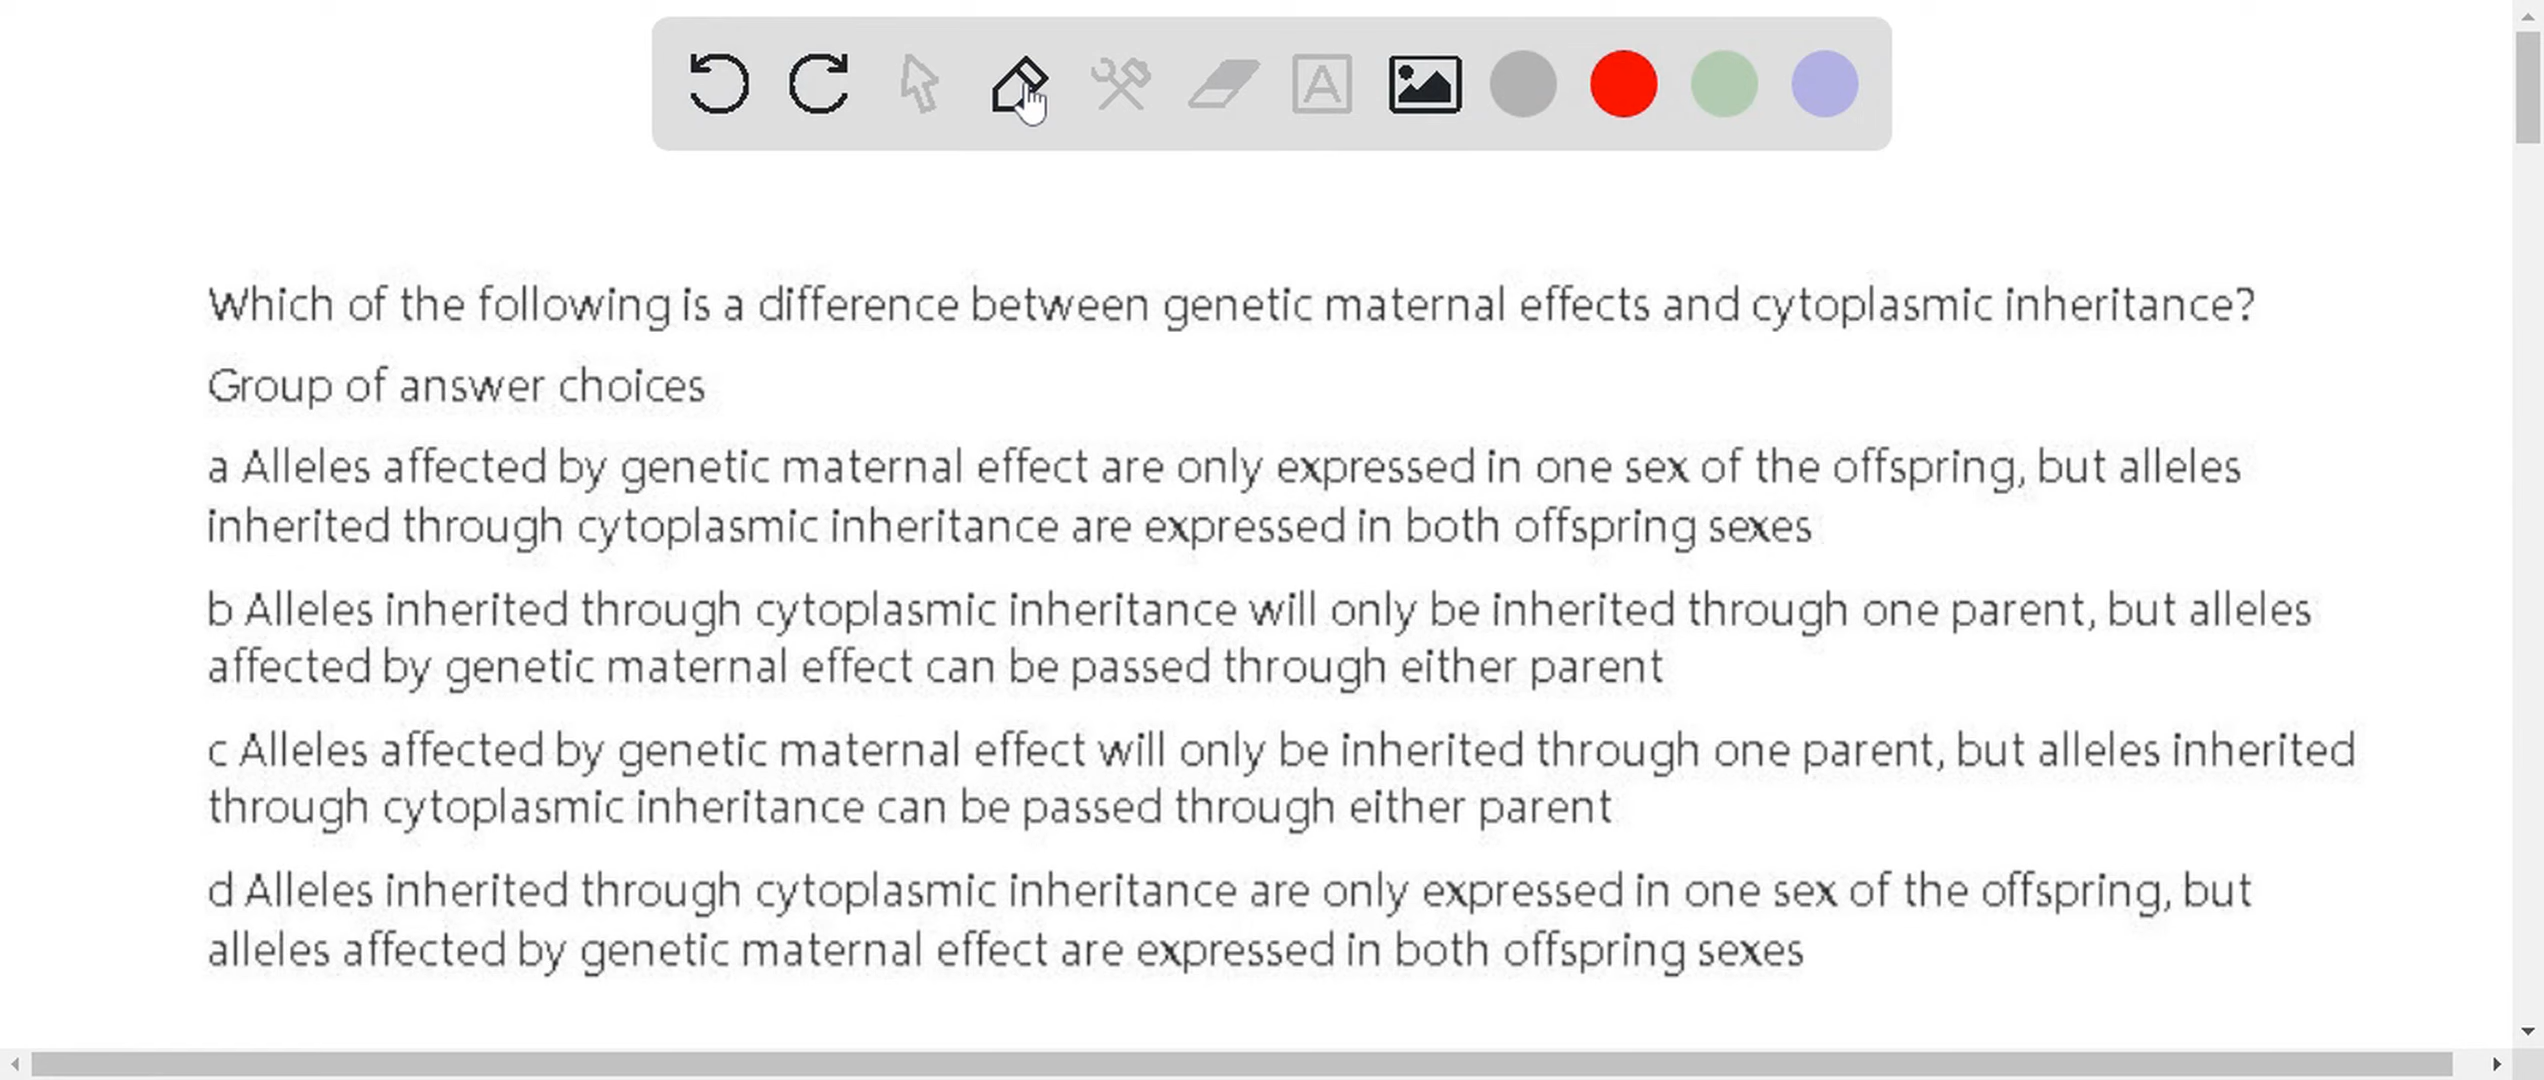 A
Which of the following is a difference between genetic maternal effects and cytoplasmic inheritance?
Group of answer choices
a Alleles affected by genetic maternal effect are only expressed in one sex of the offspring, but alleles
inherited through cytoplasmic inheritance are expressed in both offspring sexes
b Alleles inherited through cytoplasmic inheritance will only be inherited through one parent, but alleles
affected by genetic maternal effect can be passed through either parent
c Alleles affected by genetic maternal effect will only be inherited through one parent, but alleles inherited
through cytoplasmic inheritance can be passed through either parent
d Alleles inherited through cytoplasmic inheritance are only expressed in one sex of the offspring, but
alleles affected by genetic maternal effect are expressed in both offspring sexes